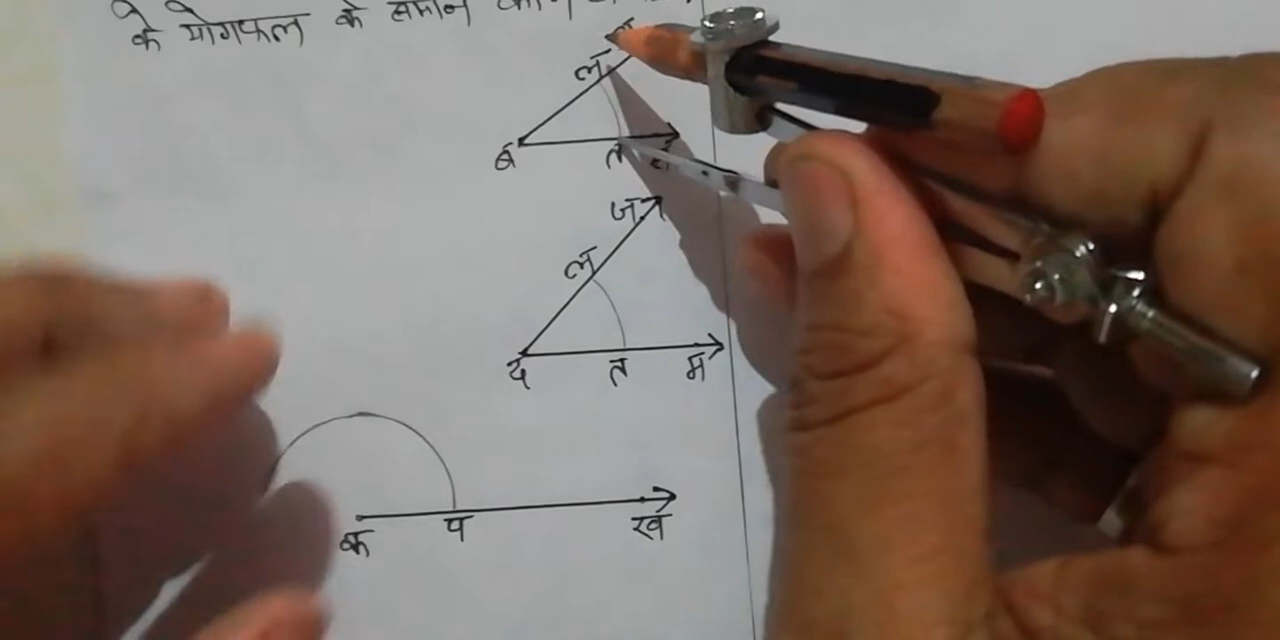 के योगफल के समान
ल
ब त
ज
ल
द त म
क प ख